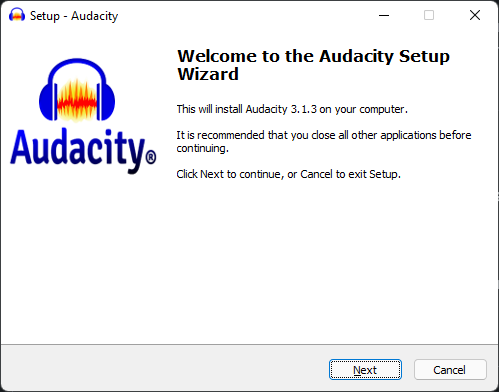 Setup - Audacity
Welcome to the Audacity Setup
Wizard
This will install Audacity 3.1.3 on your computer.
It is recommended that you close all other applications before
continuing.
Click Next to continue, or Cancel to exit Setup.
Audacity®
Next
Cancel